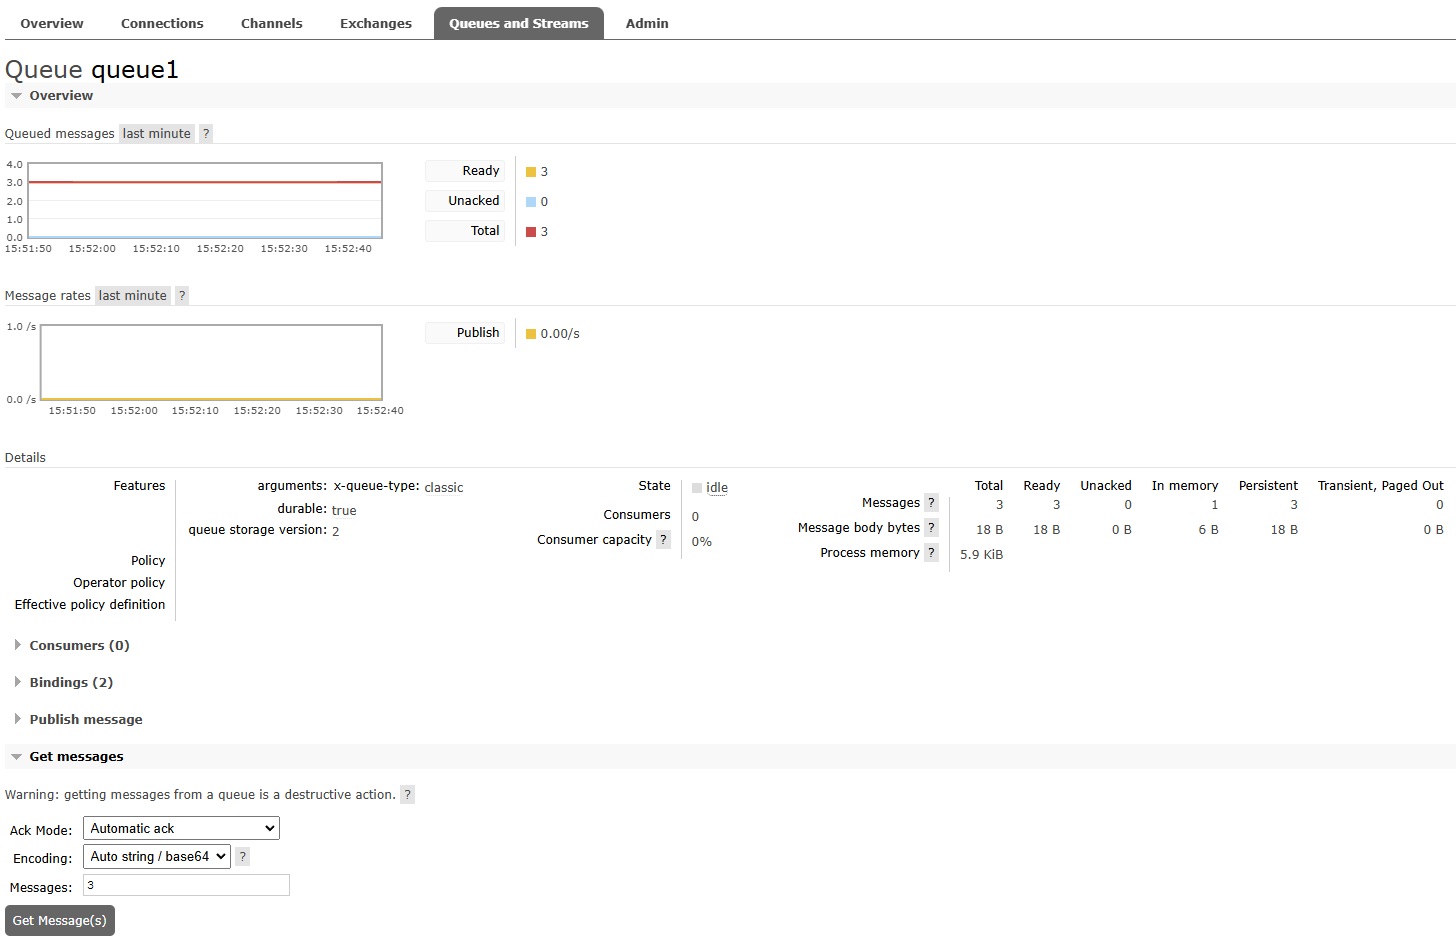 Overview Connections Channels Exchanges Queues and Streams Admin
Queue queue1
Overview
Queued messages last minute ?
4.0
3.0
2.0
1.0
0.0
15:51:50 15:52:00 15:52:10 15:52:20 15:52:30 15:52:40
Ready 3
Unacked 0
Total 3
Message rates last minute ?
1.0 /s
0.0 /s
15:51:50 15:52:00 15:52:10 15:52:20 15:52:30 15:52:40
Publish 0.00/s
Details
Features arguments: x-queue-type: classic
durable: true
queue storage version: 2
Policy
Operator policy
Effective policy definition
State idle
Consumers 0
Consumer capacity ? 0%
Total Ready Unacked In memory Persistent Transient, Paged Out
Messages ? 3 3 0 1 3 0
Message body bytes ? 18 B 18 B 0 B 6 B 18 B 0 B
Process memory ? 5.9 KiB
Consumers (0)
Bindings (2)
Publish message
Get messages
Warning: getting messages from a queue is a destructive action. ?
Ack Mode: Automatic ack
Encoding: Auto string / base64 ?
Messages: 3
Get Message(s)